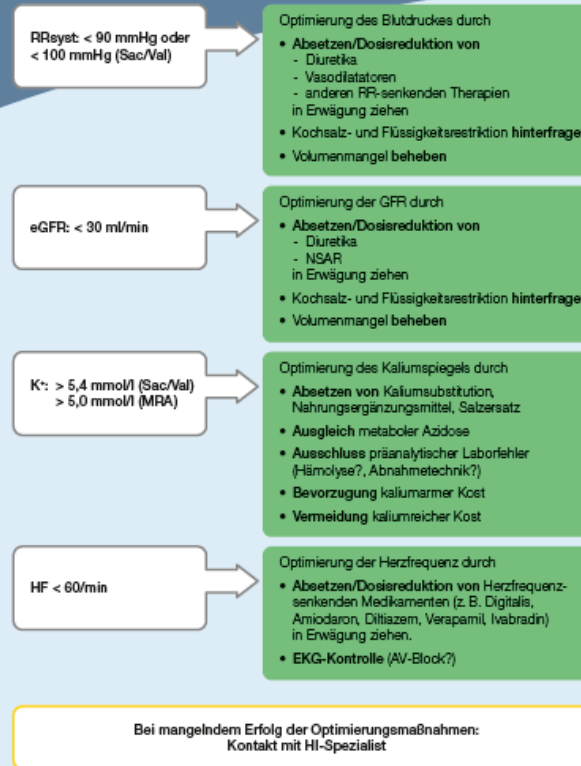 RRsyst: < 90 mmHg oder
< 100 mmHg (Sac/Val)
Optimierung des Blutdruckes durch
• Absetzen/Dosisreduktion von
- Diuretika
- Vasodilatatoren
- anderen RR-senkenden Therapien
in Erwägung ziehen
• Kochsalz- und Flüssigkeitsrestriktion hinterfrage
• Volumenmangel beheben
eGFR: < 30 ml/min
Optimierung der GFR durch
• Absetzen/Dosisreduktion von
- Diuretika
- NSAR
in Erwägung ziehen
• Kochsalz- und Flüssigkeitsrestriktion hinterfrage
• Volumenmangel beheben
K⁺: > 5,4 mmol/l (Sac/Val)
> 5,0 mmol/l (MRA)
Optimierung des Kaliumspiegels durch
• Absetzen von Kaliumsubstitution,
Nahrungsergänzungsmittel, Salzersatz
• Ausgleich metaboler Azidose
• Ausschluss präanalytischer Laborfehler
(Hämolyse?, Abnahmetechnik?)
• Bevorzugung kaliumarmer Kost
• Vermeidung kaliumreicher Kost
HF < 60/min
Optimierung der Herzfrequenz durch
• Absetzen/Dosisreduktion von Herzfrequenz-
senkenden Medikamenten (z. B. Digitalis,
Amiodaron, Diltiazem, Verapamil, Ivabradin)
in Erwägung ziehen.
• EKG-Kontrolle (AV-Block?)
Bei mangelndem Erfolg der Optimierungsmaßnahmen:
Kontakt mit HI-Spezialist